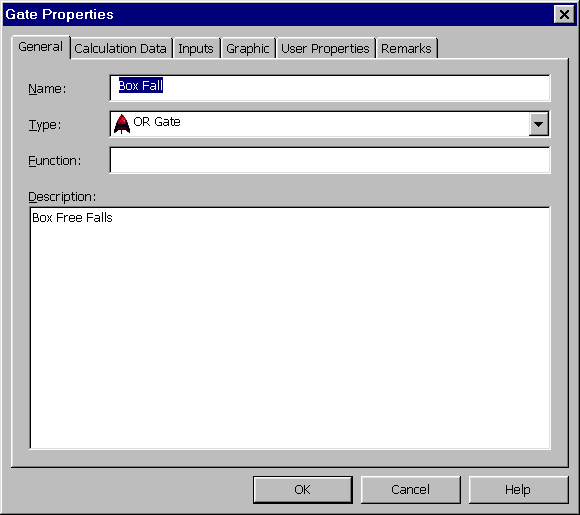 Gate Properties
General Calculation Data Inputs Graphic User Properties Remarks
Name: Box Fall
Type: OR Gate
Function:
Description:
Box Free Falls
OK Cancel Help